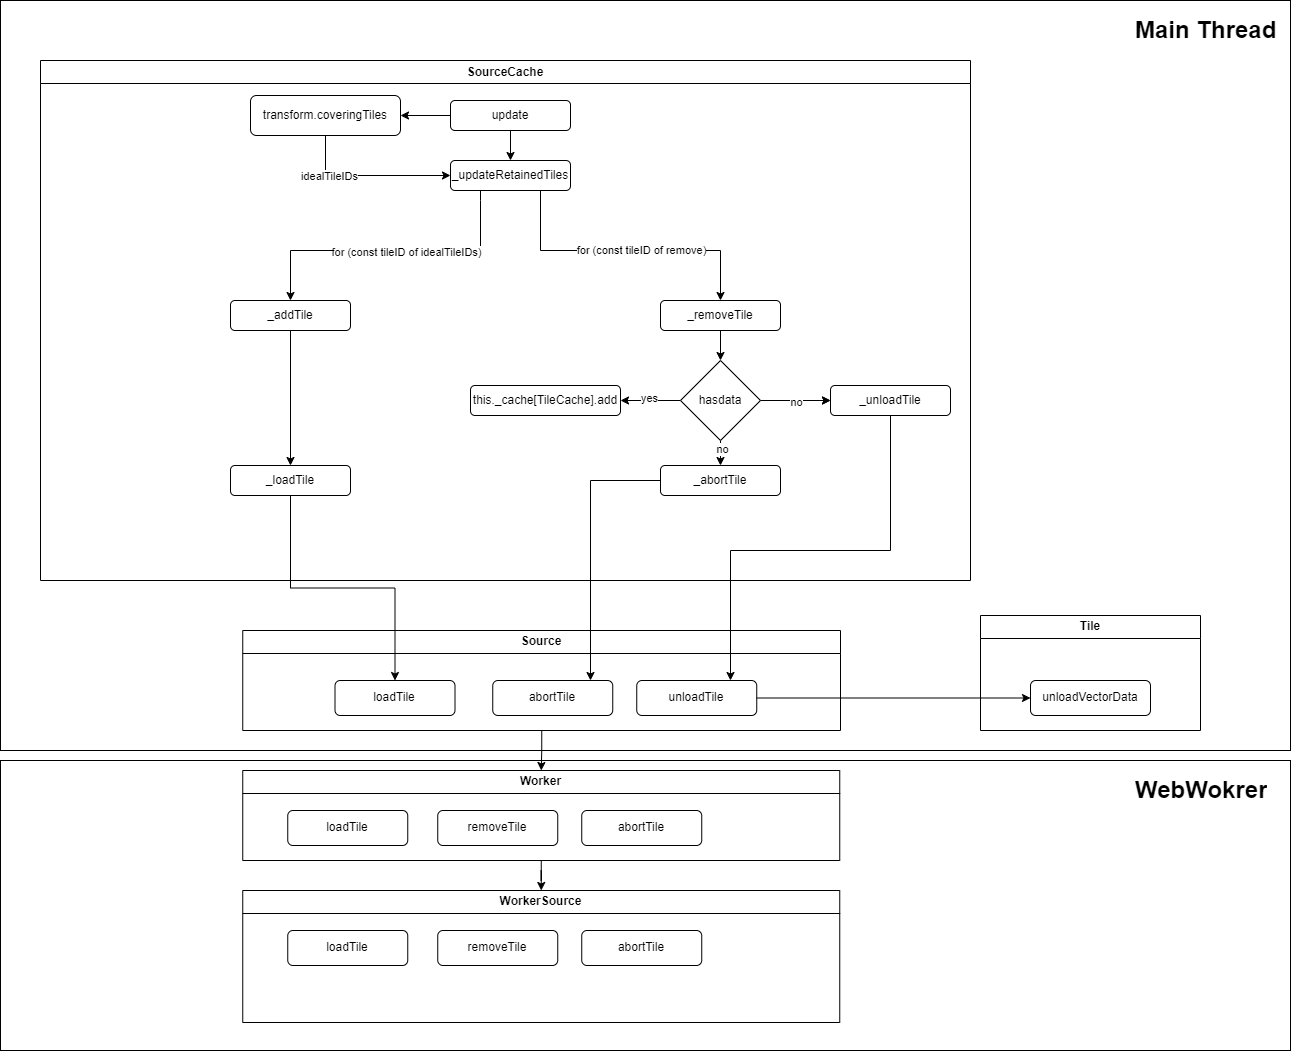 Main Thread
SourceCache
transform.coveringTiles
update
idealTileIDs
_updateRetainedTiles
for (const tileID of idealTileIDs)
for (const tileID of remove)
_addTile
_removeTile
this._cache[TileCache].add
yes
hasdata
no
_unloadTile
no
_loadTile
_abortTile
Source
loadTile
abortTile
unloadTile
Tile
unloadVectorData
WebWokrer
Worker
loadTile
removeTile
abortTile
WorkerSource
loadTile
removeTile
abortTile